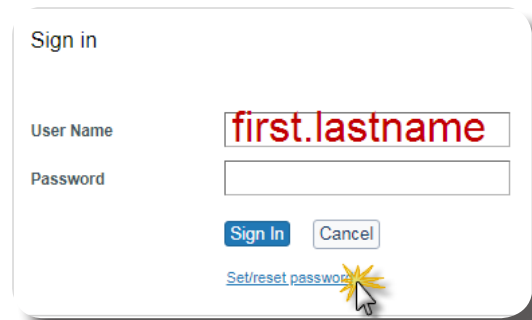 Sign in
User Name first.lastname
Password
Sign In Cancel
Set/reset password